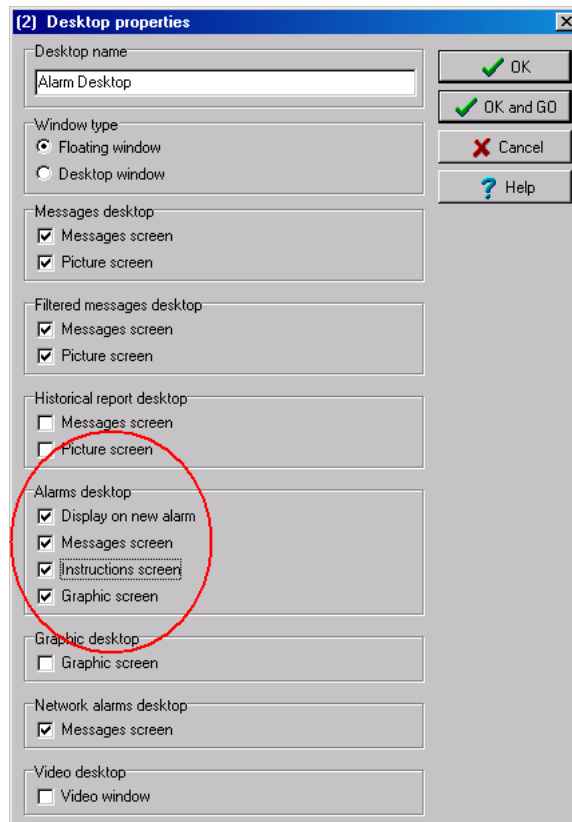 (2) Desktop properties
Desktop name
Alarm Desktop
OK
OK and GO
Cancel
Help
Window type
Floating window
Desktop window
Messages desktop
Messages screen
Picture screen
Filtered messages desktop
Messages screen
Picture screen
Historical report desktop
Messages screen
Picture screen
Alarms desktop
Display on new alarm
Messages screen
Instructions screen
Graphic screen
Graphic desktop
Graphic screen
Network alarms desktop
Messages screen
Video desktop
Video window